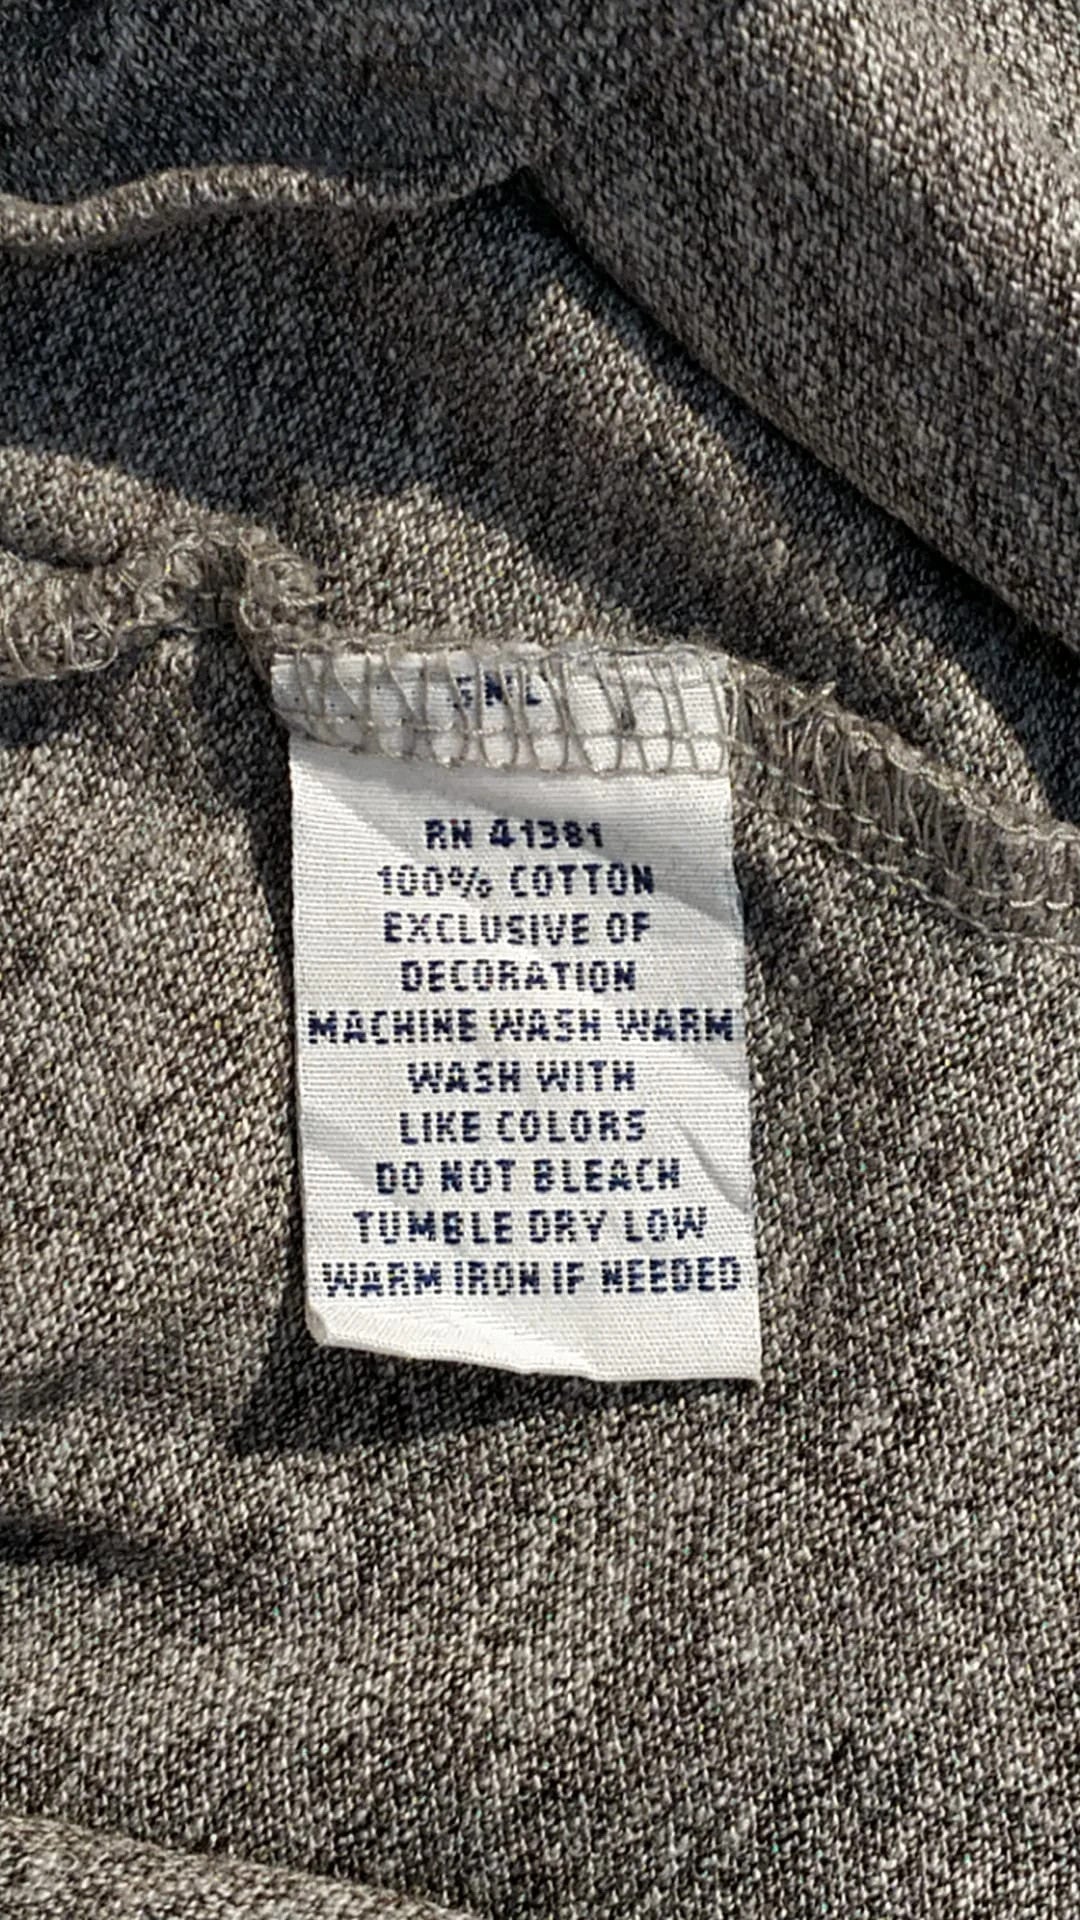 RN 41381
100% COTTON
EXCLUSIVE OF
DECORATION
MACHINE WASH WARM
WASH WITH
LIKE COLORS
DO NOT BLEACH
TUMBLE DRY LOW
WARM IRON IF NEEDED